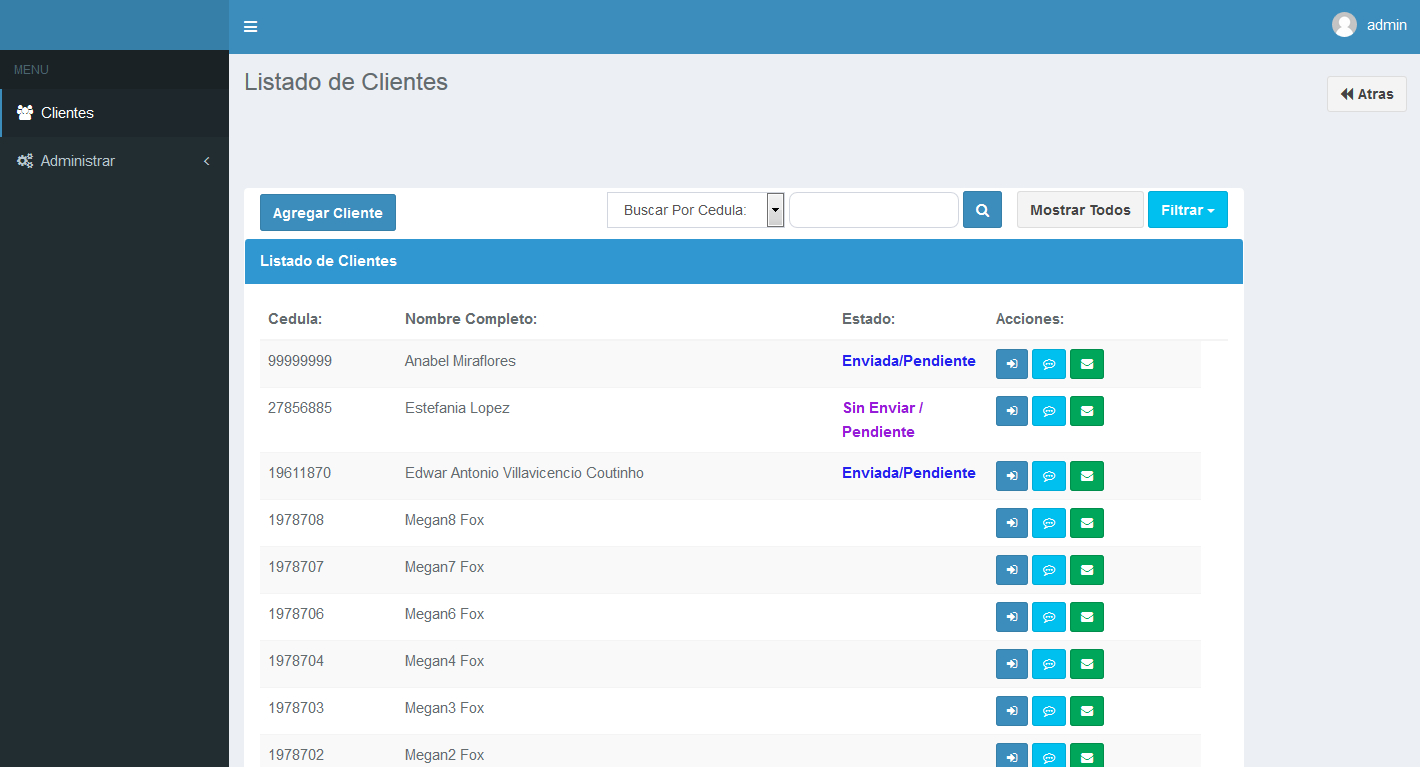 admin
MENU
Clientes
Administrar
Listado de Clientes
Atras
Agregar Cliente
Buscar Por Cedula:
Mostrar Todos
Filtrar
Listado de Clientes
Cedula: Nombre Completo: Estado: Acciones:
99999999 Anabel Miraflores Enviada/Pendiente
27856885 Estefania Lopez Sin Enviar /
Pendiente
19611870 Edwar Antonio Villavicencio Coutinho Enviada/Pendiente
1978708 Megan8 Fox
1978707 Megan7 Fox
1978706 Megan6 Fox
1978704 Megan4 Fox
1978703 Megan3 Fox
1978702 Megan2 Fox